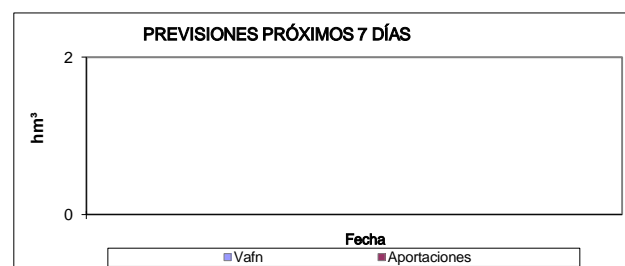 PREVISIONES PRÓXIMOS 7 DÍAS
2
hm³
0
Fecha
Vafn Aportaciones